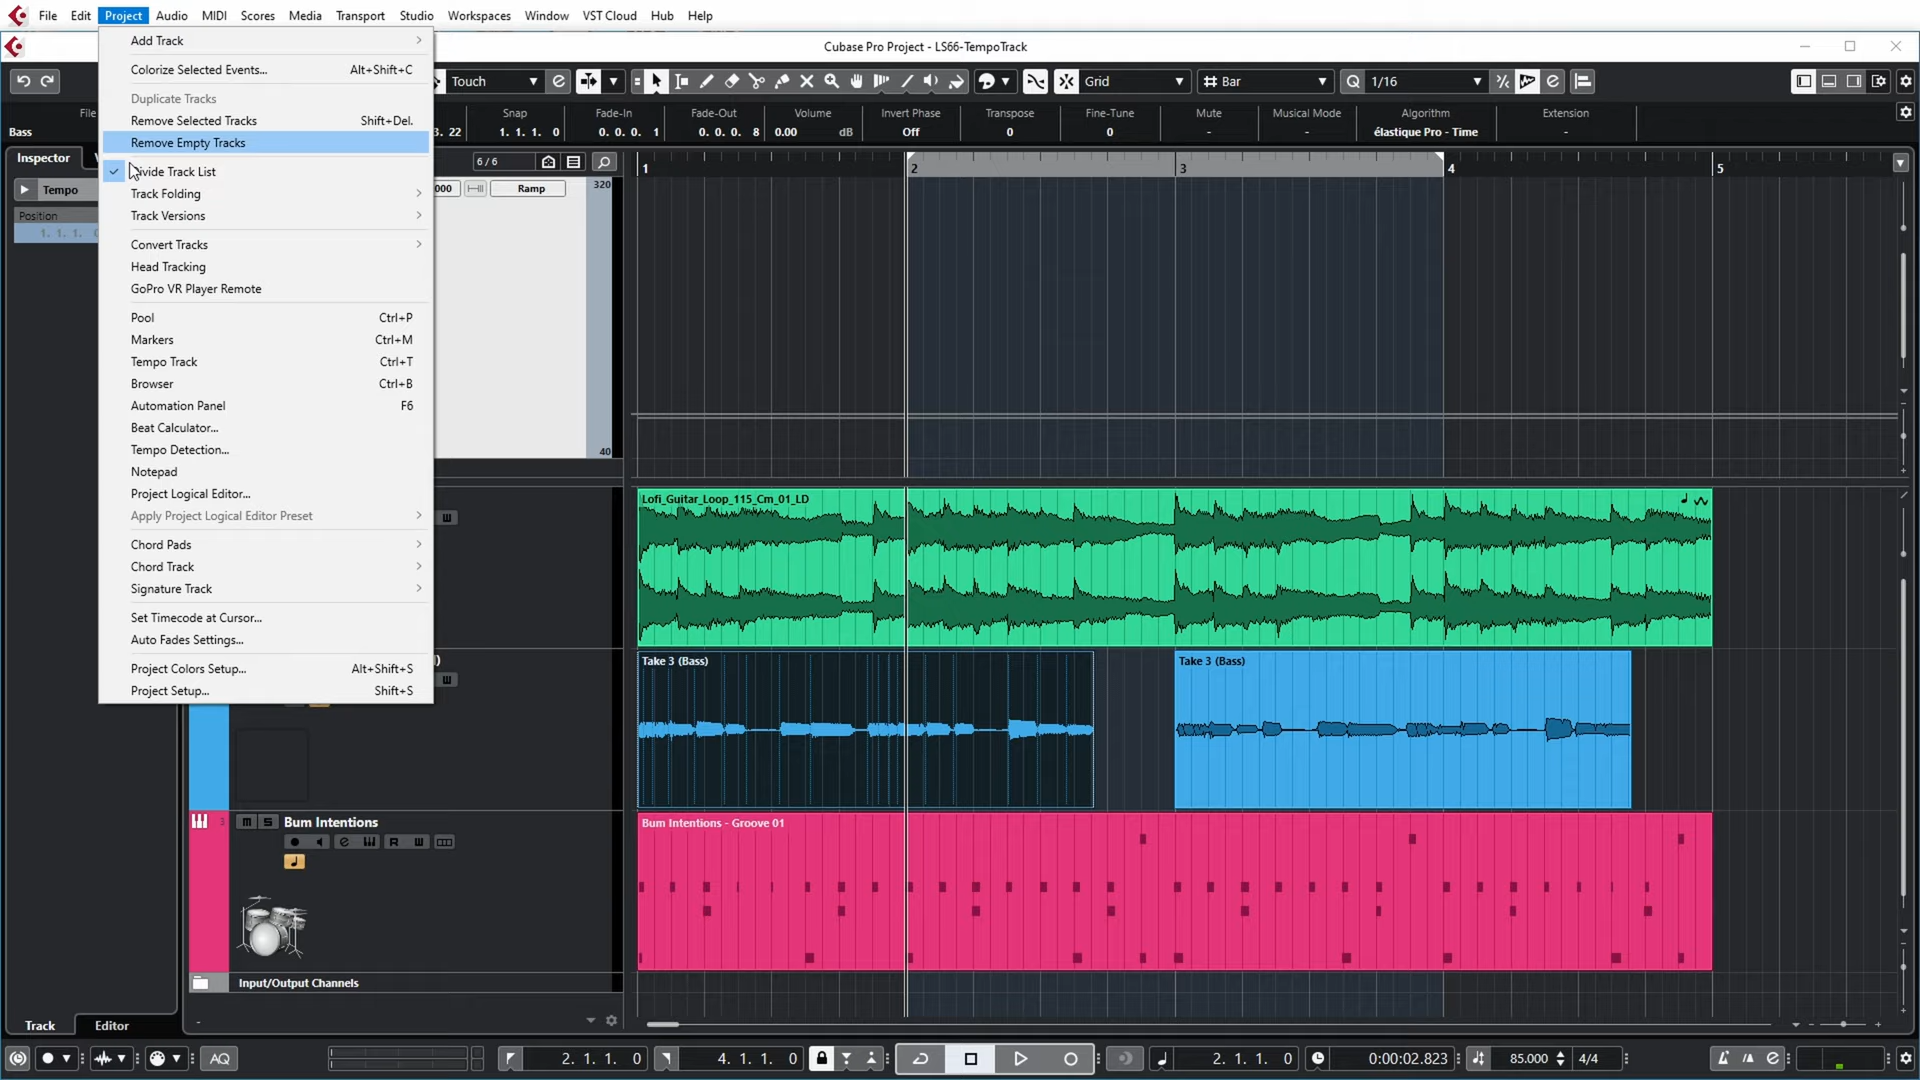 File Edit Project Audio MIDI Scores Media Transport Studio Workspaces Window VST Cloud Hub Help
Cubase Pro Project - LS66-TempoTrack
Add Track
Colorize Selected Events... Alt+Shift+C
Duplicate Tracks
Remove Selected Tracks Shift+Del.
Remove Empty Tracks
Divide Track List
Track Folding
Track Versions
Convert Tracks
Head Tracking
GoPro VR Player Remote
Pool Ctrl+P
Markers Ctrl+M
Tempo Track Ctrl+T
Browser Ctrl+B
Automation Panel F6
Beat Calculator...
Tempo Detection...
Notepad
Project Logical Editor...
Apply Project Logical Editor Preset
Chord Pads
Chord Track
Signature Track
Set Timecode at Cursor...
Auto Fades Settings...
Project Colors Setup... Alt+Shift+S
Project Setup... Shift+S
Touch Grid Bar Q 1/16
File Snap Fade-In Fade-Out Volume Invert Phase Transpose Fine-Tune Mute Musical Mode Algorithm Extension
Bass 3. 22 1. 1. 1. 0 0. 0. 0. 1 0. 0. 0. 8 0.00 dB Off 0 0 - - élastique Pro - Time -
Inspector 6/6 1 2 3 4 5
Tempo 000 Ramp 320
Position
1. 1. 1.
40
Lofi_Guitar_Loop_115_Cm_01_LD
Take 3 (Bass) Take 3 (Bass)
3 m S Bum Intentions
R
Bum Intentions - Groove 01
Input/Output Channels
Track Editor
AQ 2. 1. 1. 0 4. 1. 1. 0 2. 1. 1. 0 0:00:02.823 85.000 4/4